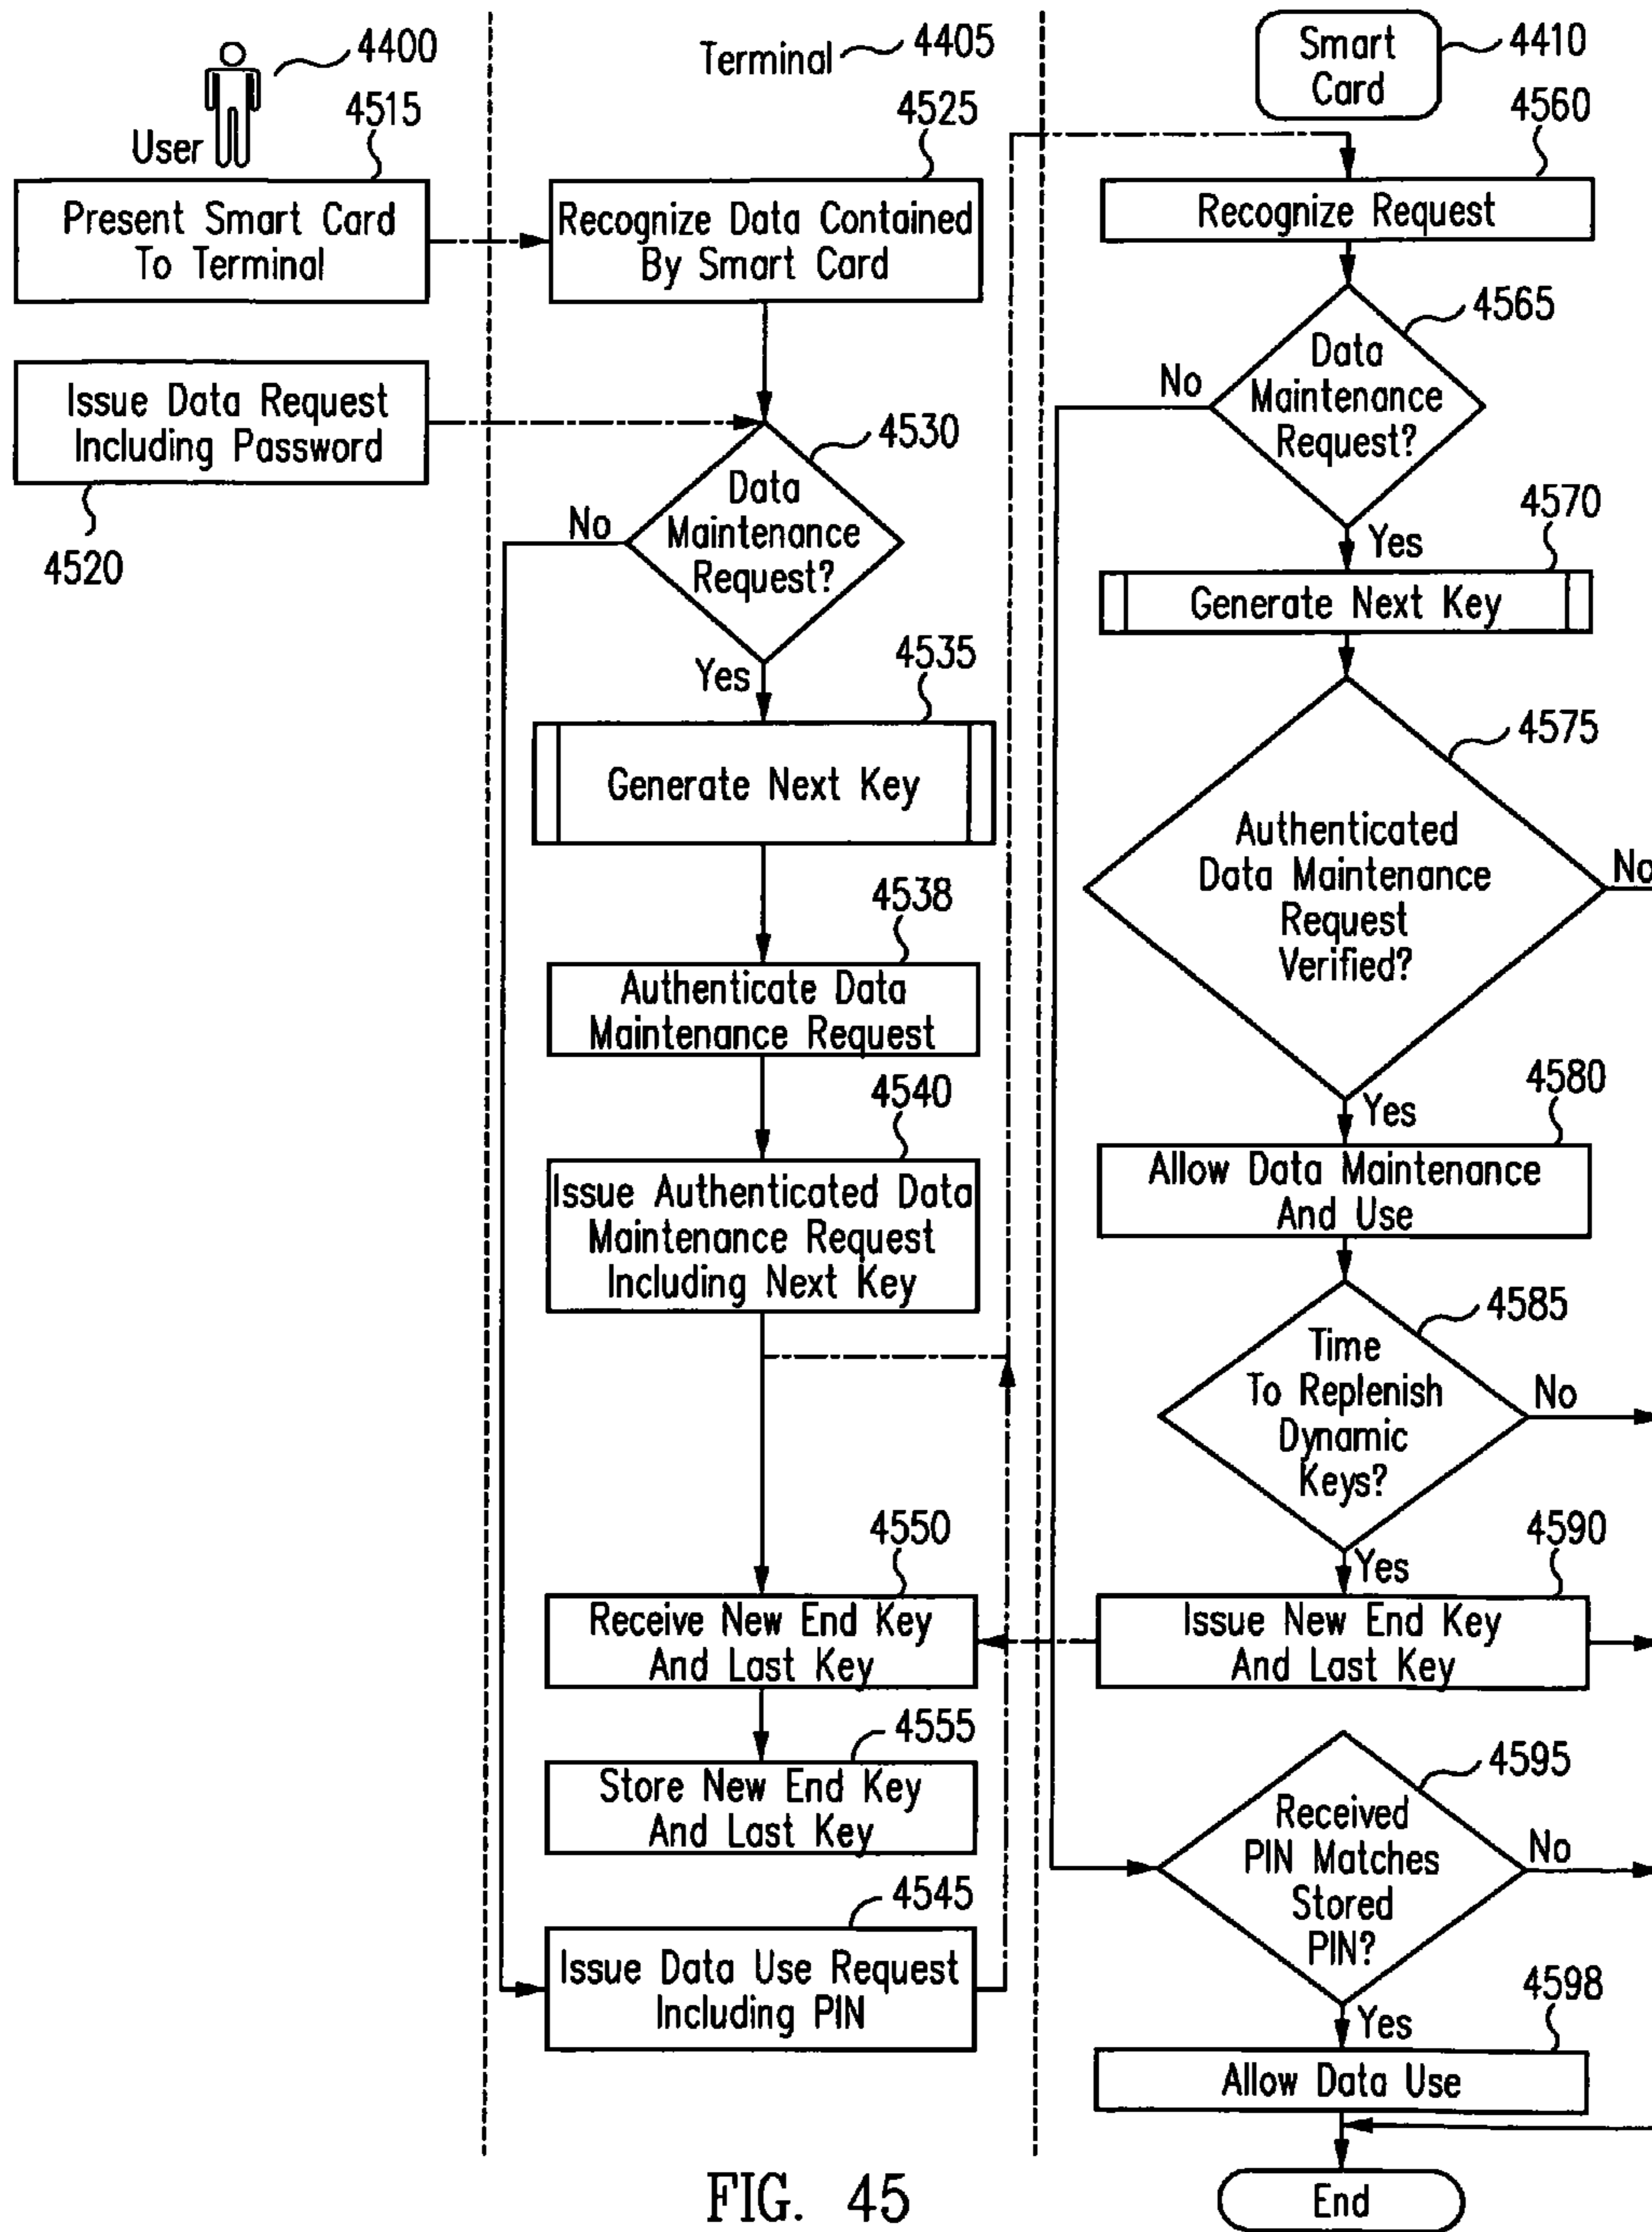 4400
User
4515
Present Smart Card
To Terminal
Issue Data Request
Including Password
4520
Terminal
4405
4525
Recognize Data Contained
By Smart Card
4530
Data
Maintenance
Request?
No
Yes
4535
Generate Next Key
4538
Authenticate Data
Maintenance Request
4540
Issue Authenticated Data
Maintenance Request
Including Next Key
4550
Receive New End Key
And Last Key
4555
Store New End Key
And Last Key
4545
Issue Data Use Request
Including PIN
Smart
Card
4410
4560
Recognize Request
4565
Data
Maintenance
Request?
No
Yes
4570
Generate Next Key
4575
Authenticated
Data Maintenance
Request
Verified?
No
Yes
4580
Allow Data Maintenance
And Use
4585
Time
To Replenish
Dynamic
Keys?
No
Yes
4590
Issue New End Key
And Last Key
4595
Received
PIN Matches
Stored
PIN?
No
Yes
4598
Allow Data Use
End
FIG. 45